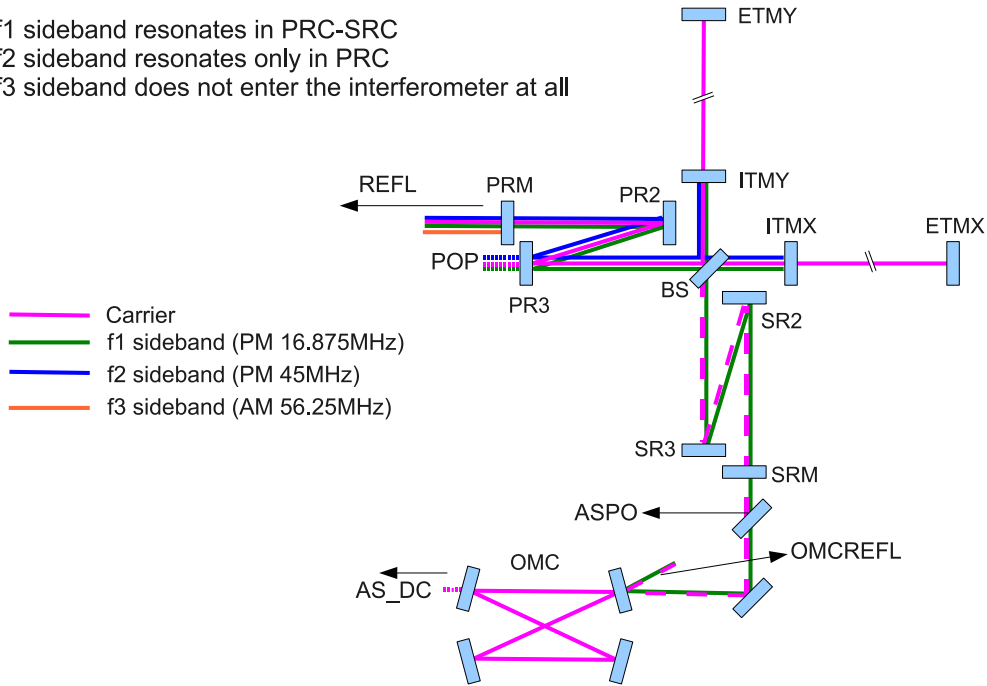 f1 sideband resonates in PRC-SRC
f2 sideband resonates only in PRC
f3 sideband does not enter the interferometer at all
ETMY
REFL
PRM
PR2
ITMY
ITMX
ETMX
POP
PR3
BS
SR2
Carrier
f1 sideband (PM 16.875MHz)
f2 sideband (PM 45MHz)
f3 sideband (AM 56.25MHz)
SR3
SRM
ASPO
OMC
OMCREFL
AS_DC